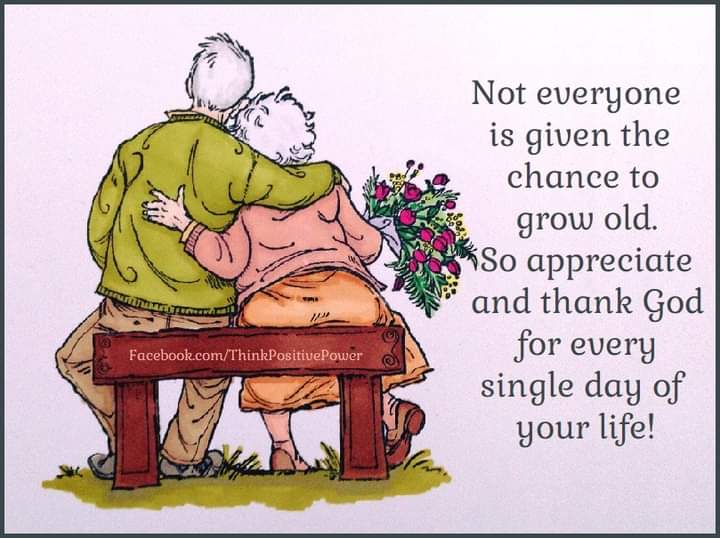 Not everyone
is given the
chance to
grow old.
So appreciate
and thank God
for every
single day of
your life!
Facebook.com/ThinkPositivePower